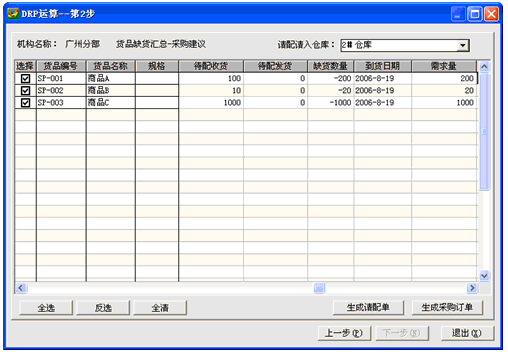 DRP运算--第2步
机构名称： 广州分部 货品缺货汇总-采购建议 请配请入仓库： 2#仓库
选择 货品编号 货品名称 规格 待配收货 待配发货 缺货数量 到货日期 需求量
SP-001 商品A 100 0 -200 2006-8-19 200
SP-002 商品B 10 0 -20 2006-8-19 20
SP-003 商品C 1000 0 -1000 2006-8-19 1000
全选 反选 全清 生成请配单 生成采购订单
上一步(P) 下一步(N) 退出(X)